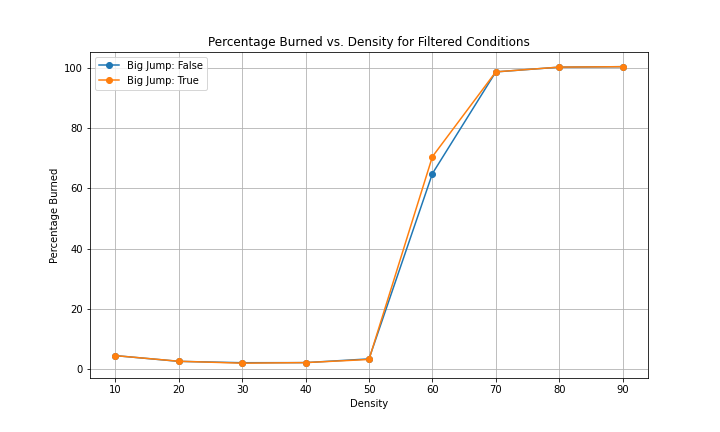 Percentage Burned vs. Density for Filtered Conditions
Big Jump: False
Big Jump: True
Percentage Burned
100
80
60
40
20
0
10 20 30 40 50 60 70 80 90
Density